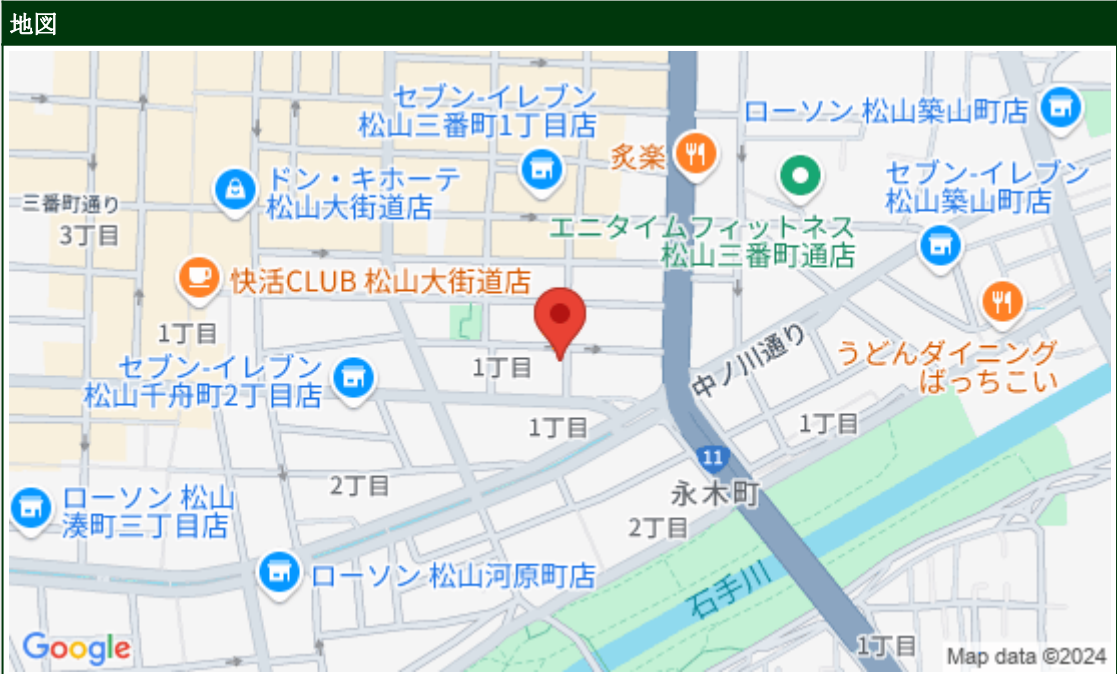 地図
セブン-イレブン
松山三番町1丁目店
ローソン 松山築山町店
炙楽
ドン・キホーテ
松山大街道店
セブン-イレブン
松山築山町店
三番町通り
3丁目
エニタイムフィットネス
松山三番町通店
快活CLUB 松山大街道店
1丁目
セブン-イレブン
松山千舟町2丁目店
1丁目
中ノ川通り
うどんダイニング
ばっちこい
1丁目
1丁目
11
2丁目
永木町
ローソン 松山
湊町三丁目店
2丁目
ローソン 松山河原町店
石手川
1丁目
Google
Map data ©2024